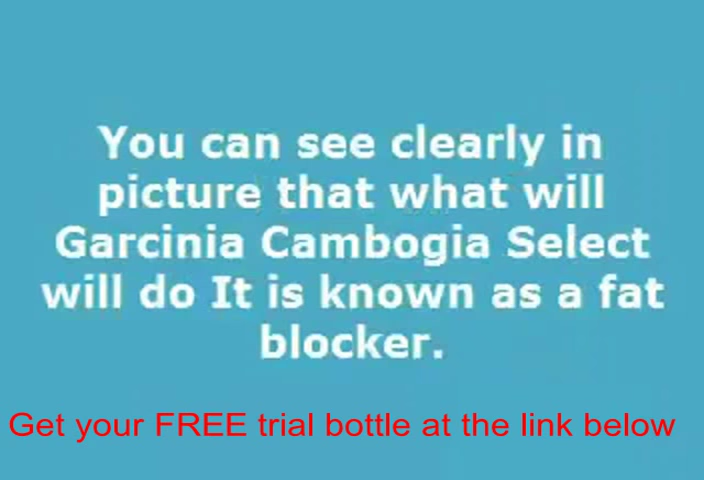 You can see clearly in
picture that what will
Garcinia Cambogia Select
will do It is known as a fat
blocker.
Get your FREE trial bottle at the link below